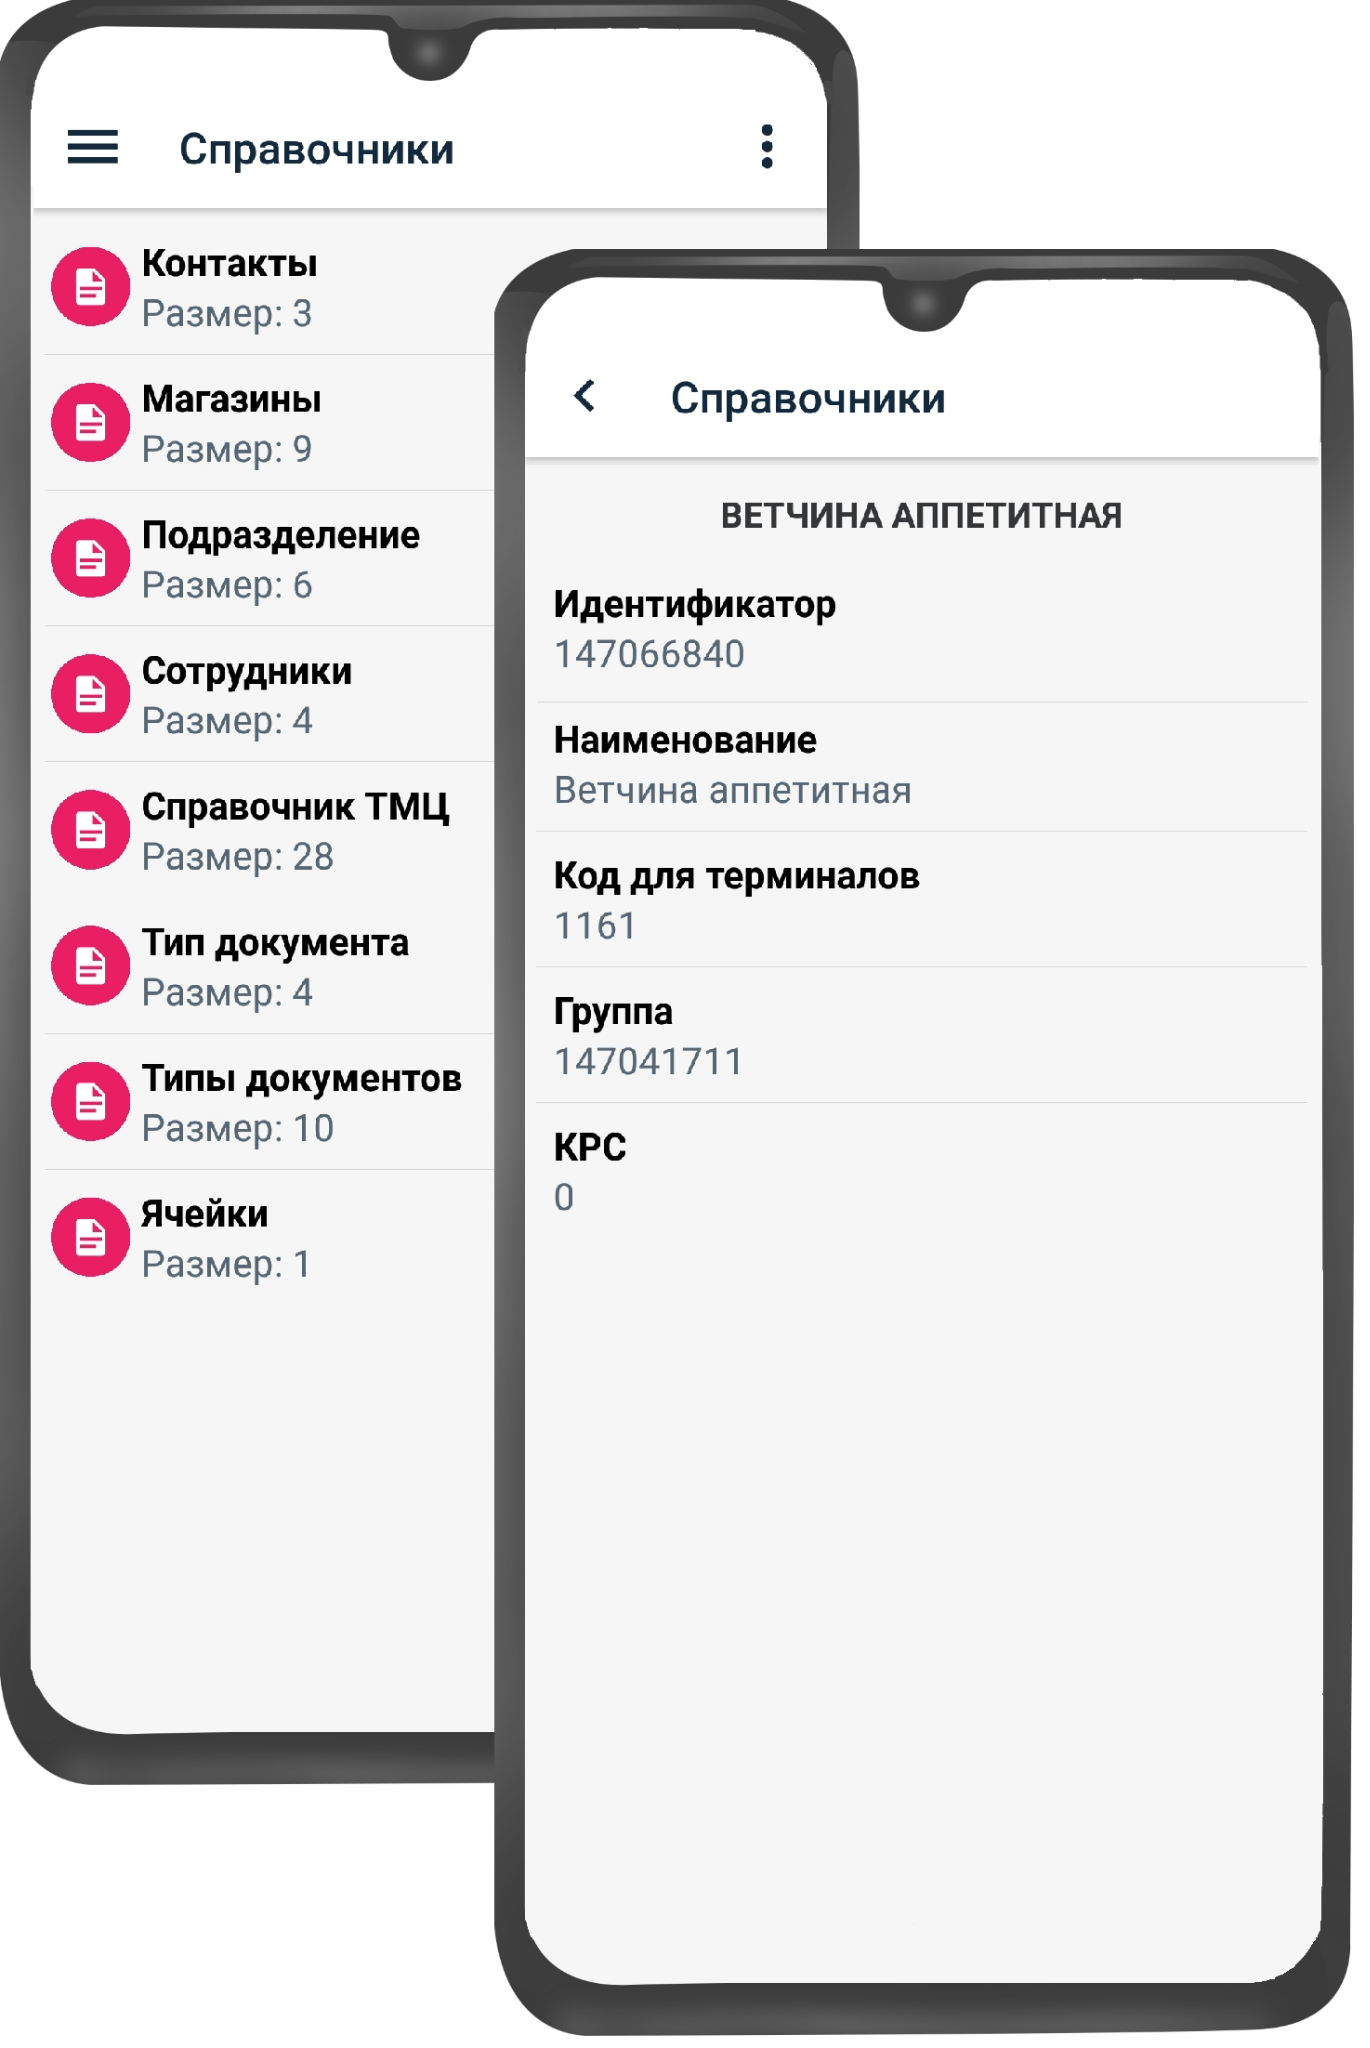 Справочники
Контакты
Размер: 3
Магазины
Размер: 9
Подразделение
Размер: 6
Сотрудники
Размер: 4
Справочник ТМЦ
Размер: 28
Тип документа
Размер: 4
Типы документов
Размер: 10
Ячейки
Размер: 1
Справочники
ВЕТЧИНА АППЕТИТНАЯ
Идентификатор
147066840
Наименование
Ветчина аппетитная
Код для терминалов
1161
Группа
147041711
КРС
0